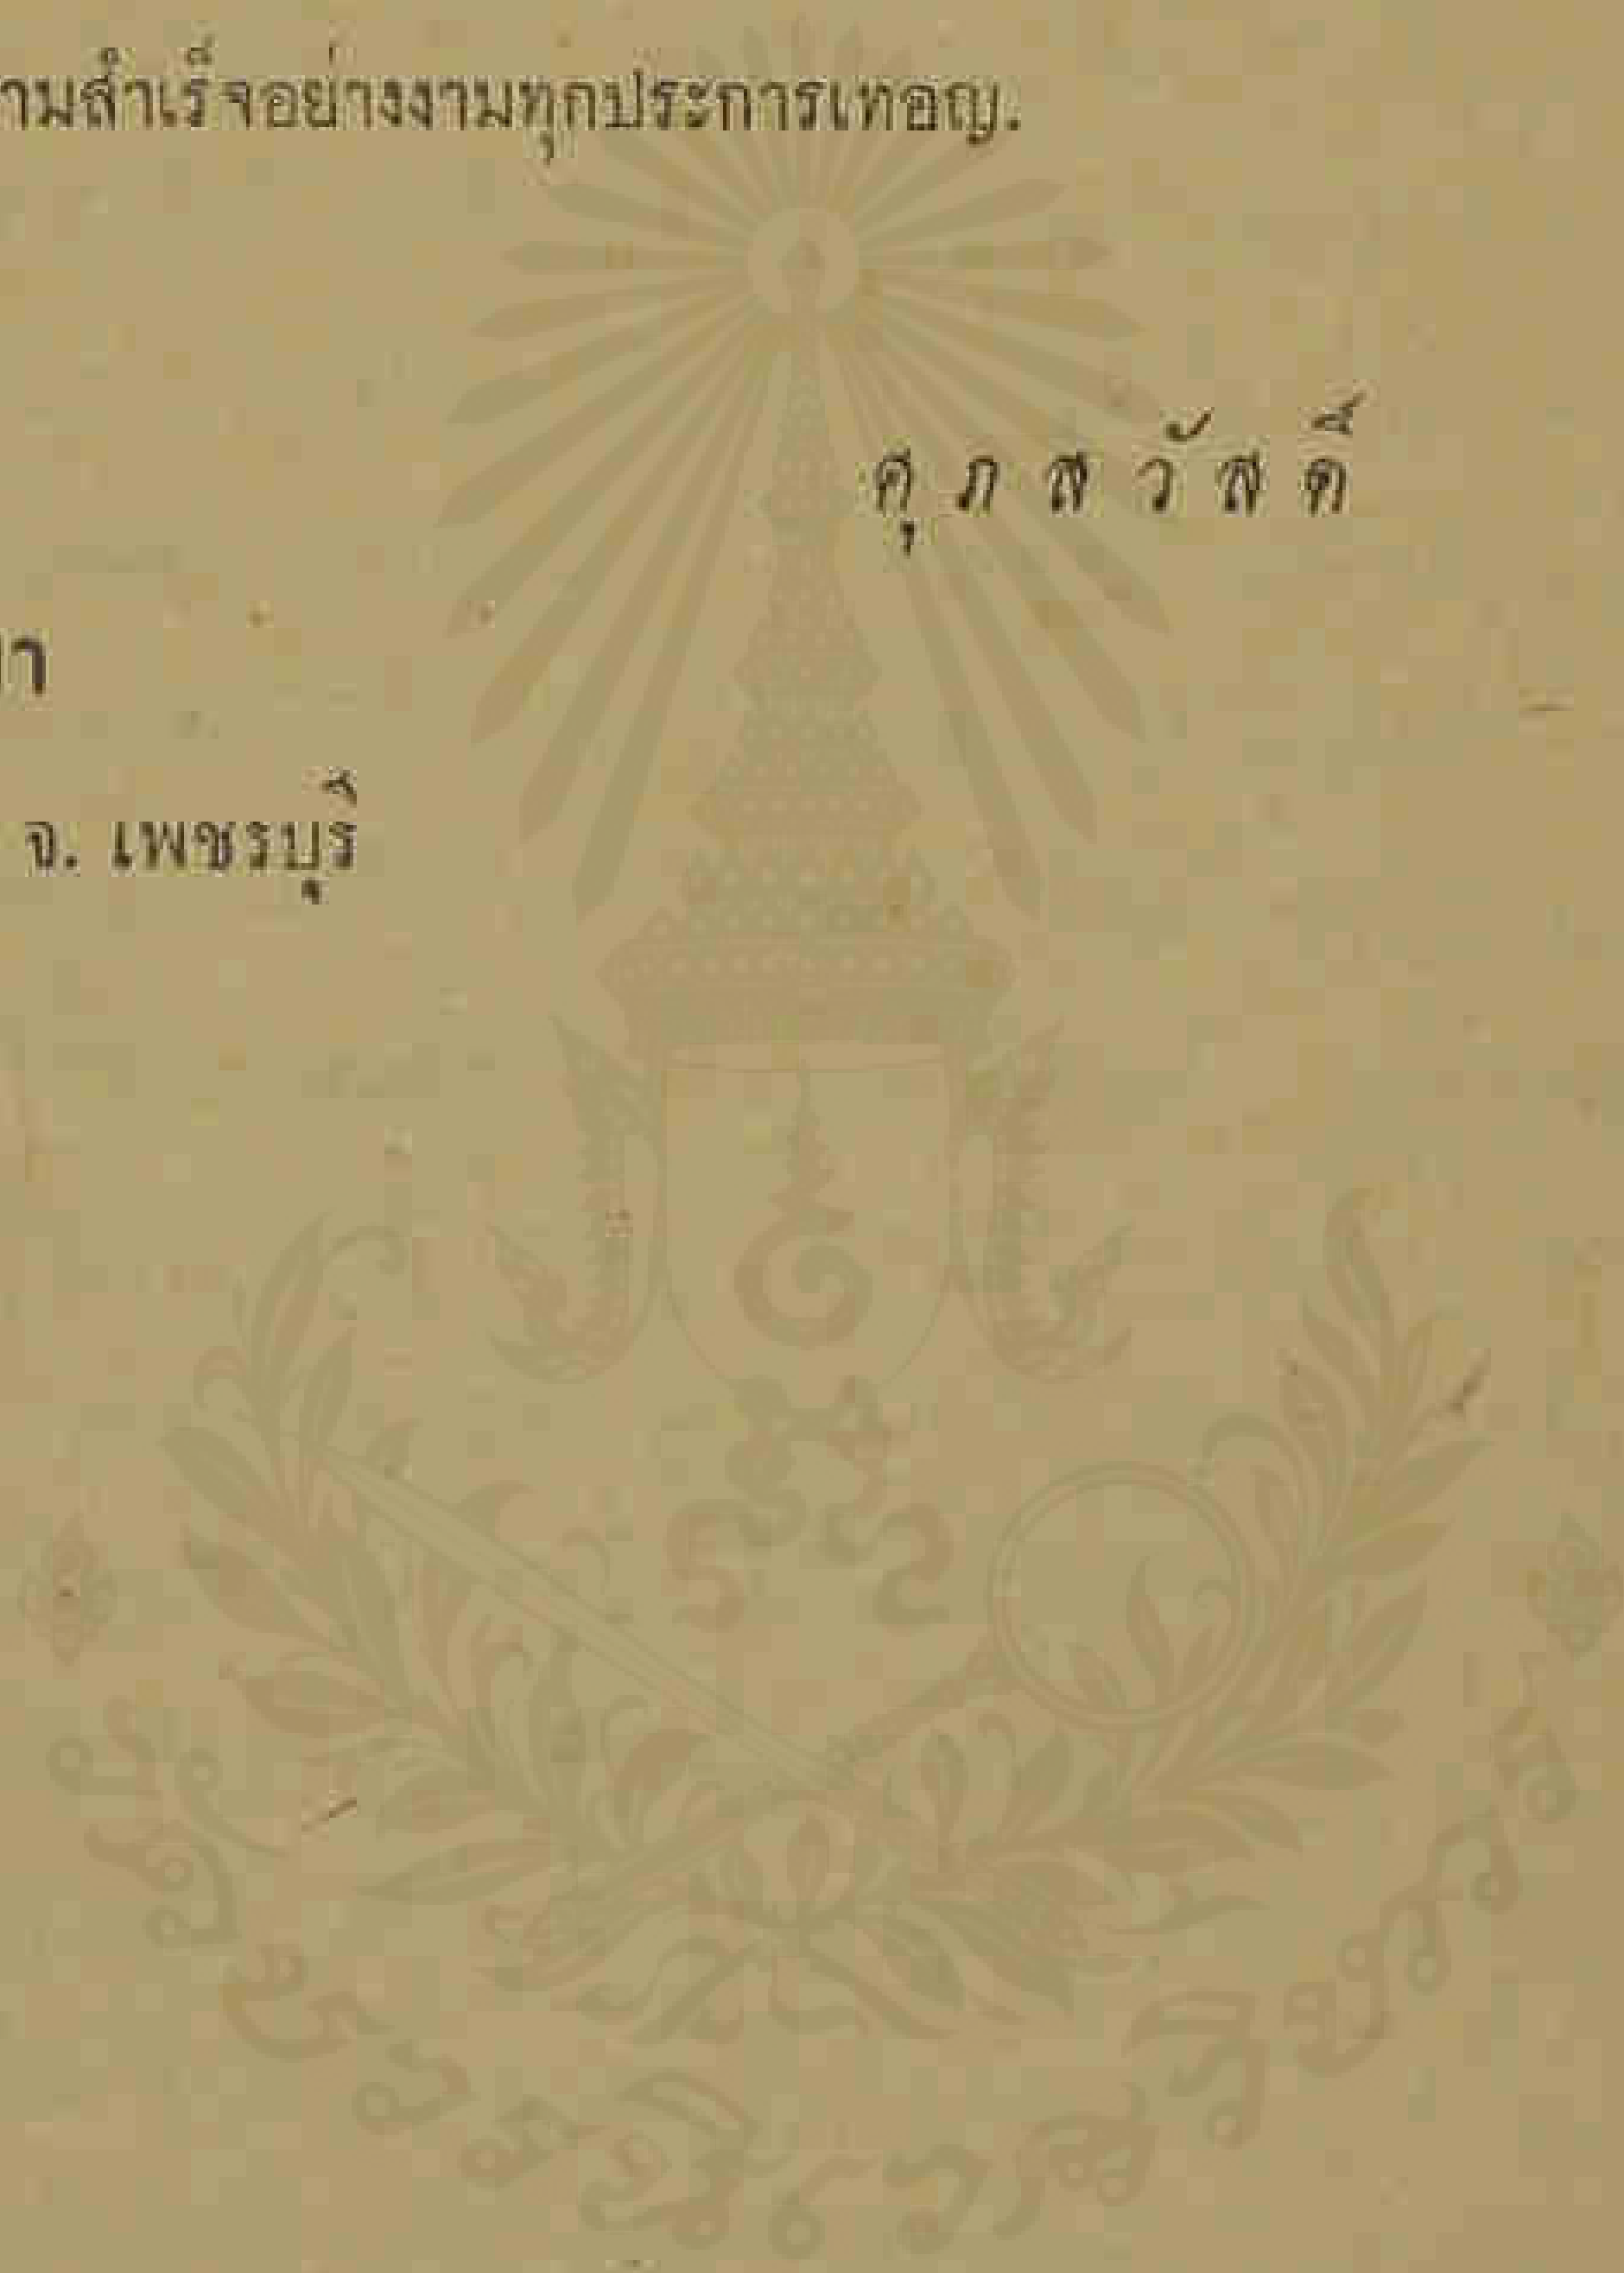 ามสำเร็จอย่างงามทุกประการเทอญ.
ศุภสวัสดิ์
า
จ. เพชรบุรี